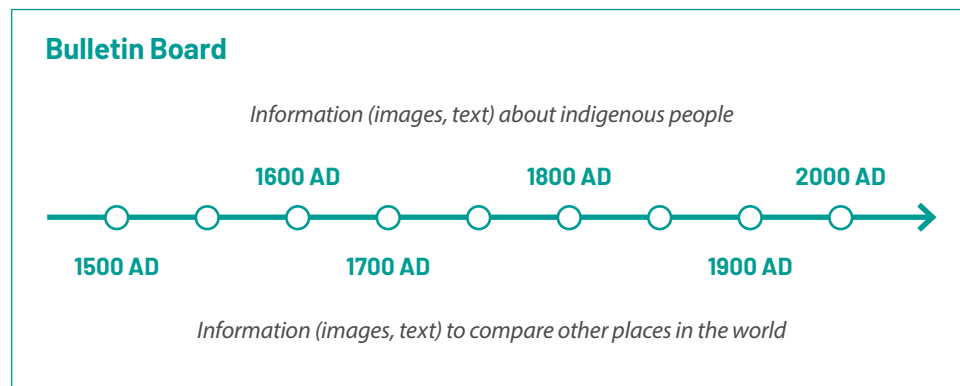 Bulletin Board
Information (images, text) about indigenous people
1600 AD 1800 AD 2000 AD
1500 AD 1700 AD 1900 AD
Information (images, text) to compare other places in the world